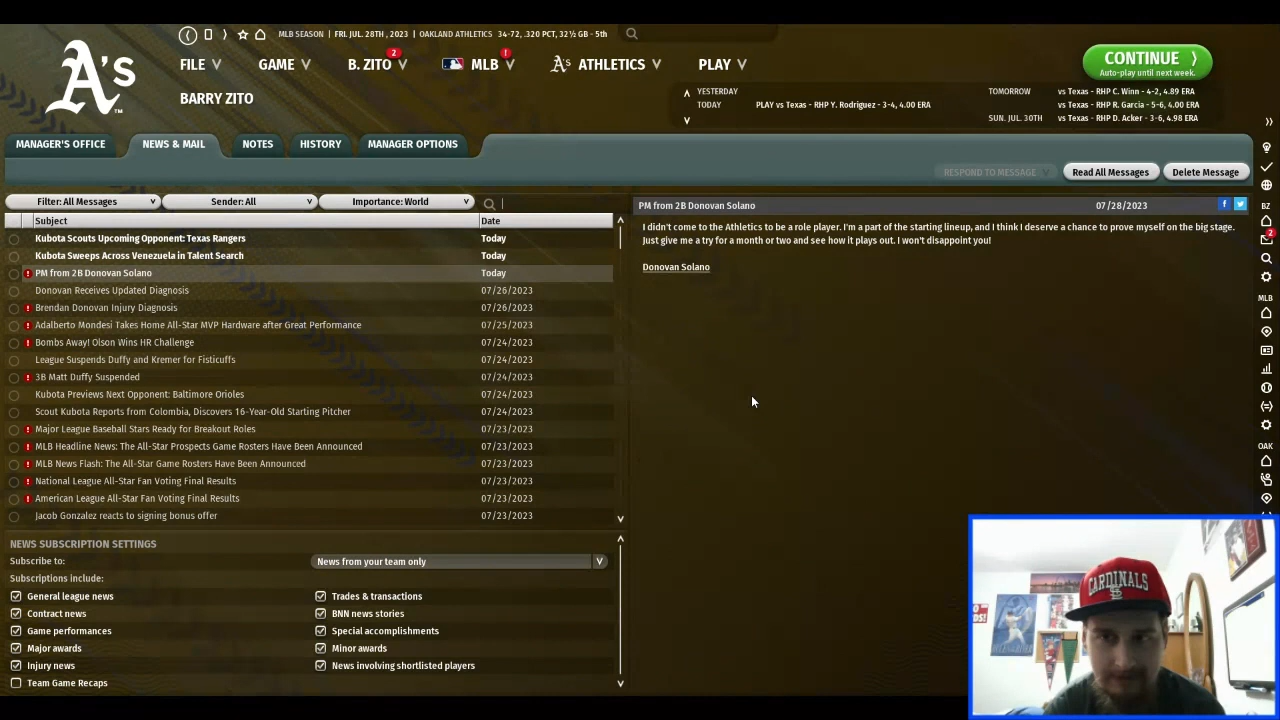 MLB SEASON | FRI. JUL. 28TH , 2023 | OAKLAND ATHLETICS 34-72, .320 PCT, 32½ GB - 5th
A's
FILE GAME B. ZITO 2 MLB ! A's ATHLETICS PLAY
CONTINUE
Auto-play until next week.
BARRY ZITO
YESTERDAY
TODAY PLAY vs Texas - RHP Y. Rodriguez - 3-4, 4.00 ERA
TOMORROW vs Texas - RHP C. Winn - 4-2, 4.89 ERA
vs Texas - RHP R. Garcia - 5-6, 4.00 ERA
SUN. JUL. 30TH vs Texas - RHP D. Acker - 3-6, 4.98 ERA
MANAGER'S OFFICE NEWS & MAIL NOTES HISTORY MANAGER OPTIONS
RESPOND TO MESSAGE Read All Messages Delete Message
Filter: All Messages Sender: All Importance: World
Subject Date
Kubota Scouts Upcoming Opponent: Texas Rangers Today
Kubota Sweeps Across Venezuela in Talent Search Today
PM from 2B Donovan Solano Today
Donovan Receives Updated Diagnosis 07/26/2023
Brendan Donovan Injury Diagnosis 07/26/2023
Adalberto Mondesi Takes Home All-Star MVP Hardware after Great Performance 07/25/2023
Bombs Away! Olson Wins HR Challenge 07/24/2023
League Suspends Duffy and Kremer for Fisticuffs 07/24/2023
3B Matt Duffy Suspended 07/24/2023
Kubota Previews Next Opponent: Baltimore Orioles 07/24/2023
Scout Kubota Reports from Colombia, Discovers 16-Year-Old Starting Pitcher 07/24/2023
Major League Baseball Stars Ready for Breakout Roles 07/23/2023
MLB Headline News: The All-Star Prospects Game Rosters Have Been Announced 07/23/2023
MLB News Flash: The All-Star Game Rosters Have Been Announced 07/23/2023
National League All-Star Fan Voting Final Results 07/23/2023
American League All-Star Fan Voting Final Results 07/23/2023
Jacob Gonzalez reacts to signing bonus offer 07/23/2023
PM from 2B Donovan Solano 07/28/2023
I didn't come to the Athletics to be a role player. I'm a part of the starting lineup, and I think I deserve a chance to prove myself on the big stage.
Just give me a try for a month or two and see how it plays out. I won't disappoint you!
Donovan Solano
NEWS SUBSCRIPTION SETTINGS
Subscribe to: News from your team only
Subscriptions include:
General league news Trades & transactions
Contract news BNN news stories
Game performances Special accomplishments
Major awards Minor awards
Injury news News involving shortlisted players
Team Game Recaps
BZ
2
MLB
OAK
CARDINALS